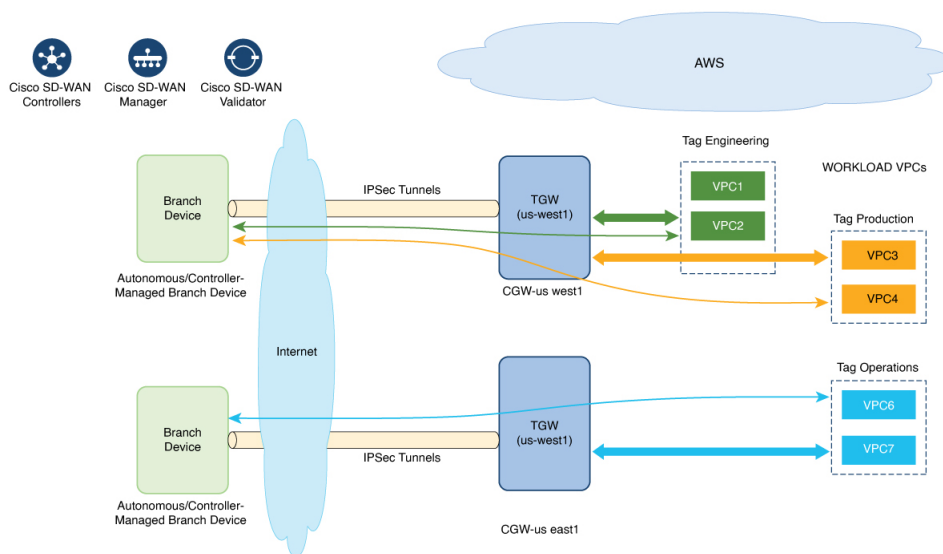 Cisco SD-WAN
Controllers
Cisco SD-WAN
Manager
Cisco SD-WAN
Validator
AWS
Tag Engineering
WORKLOAD VPCs
VPC1
VPC2
Branch
Device
IPSec Tunnels
TGW
(us-west1)
Tag Production
VPC3
VPC4
Autonomous/Controller-
Managed Branch Device
CGW-us west1
Internet
Tag Operations
VPC6
VPC7
Branch
Device
TGW
(us-west1)
IPSec Tunnels
Autonomous/Controller-
Managed Branch Device
CGW-us east1